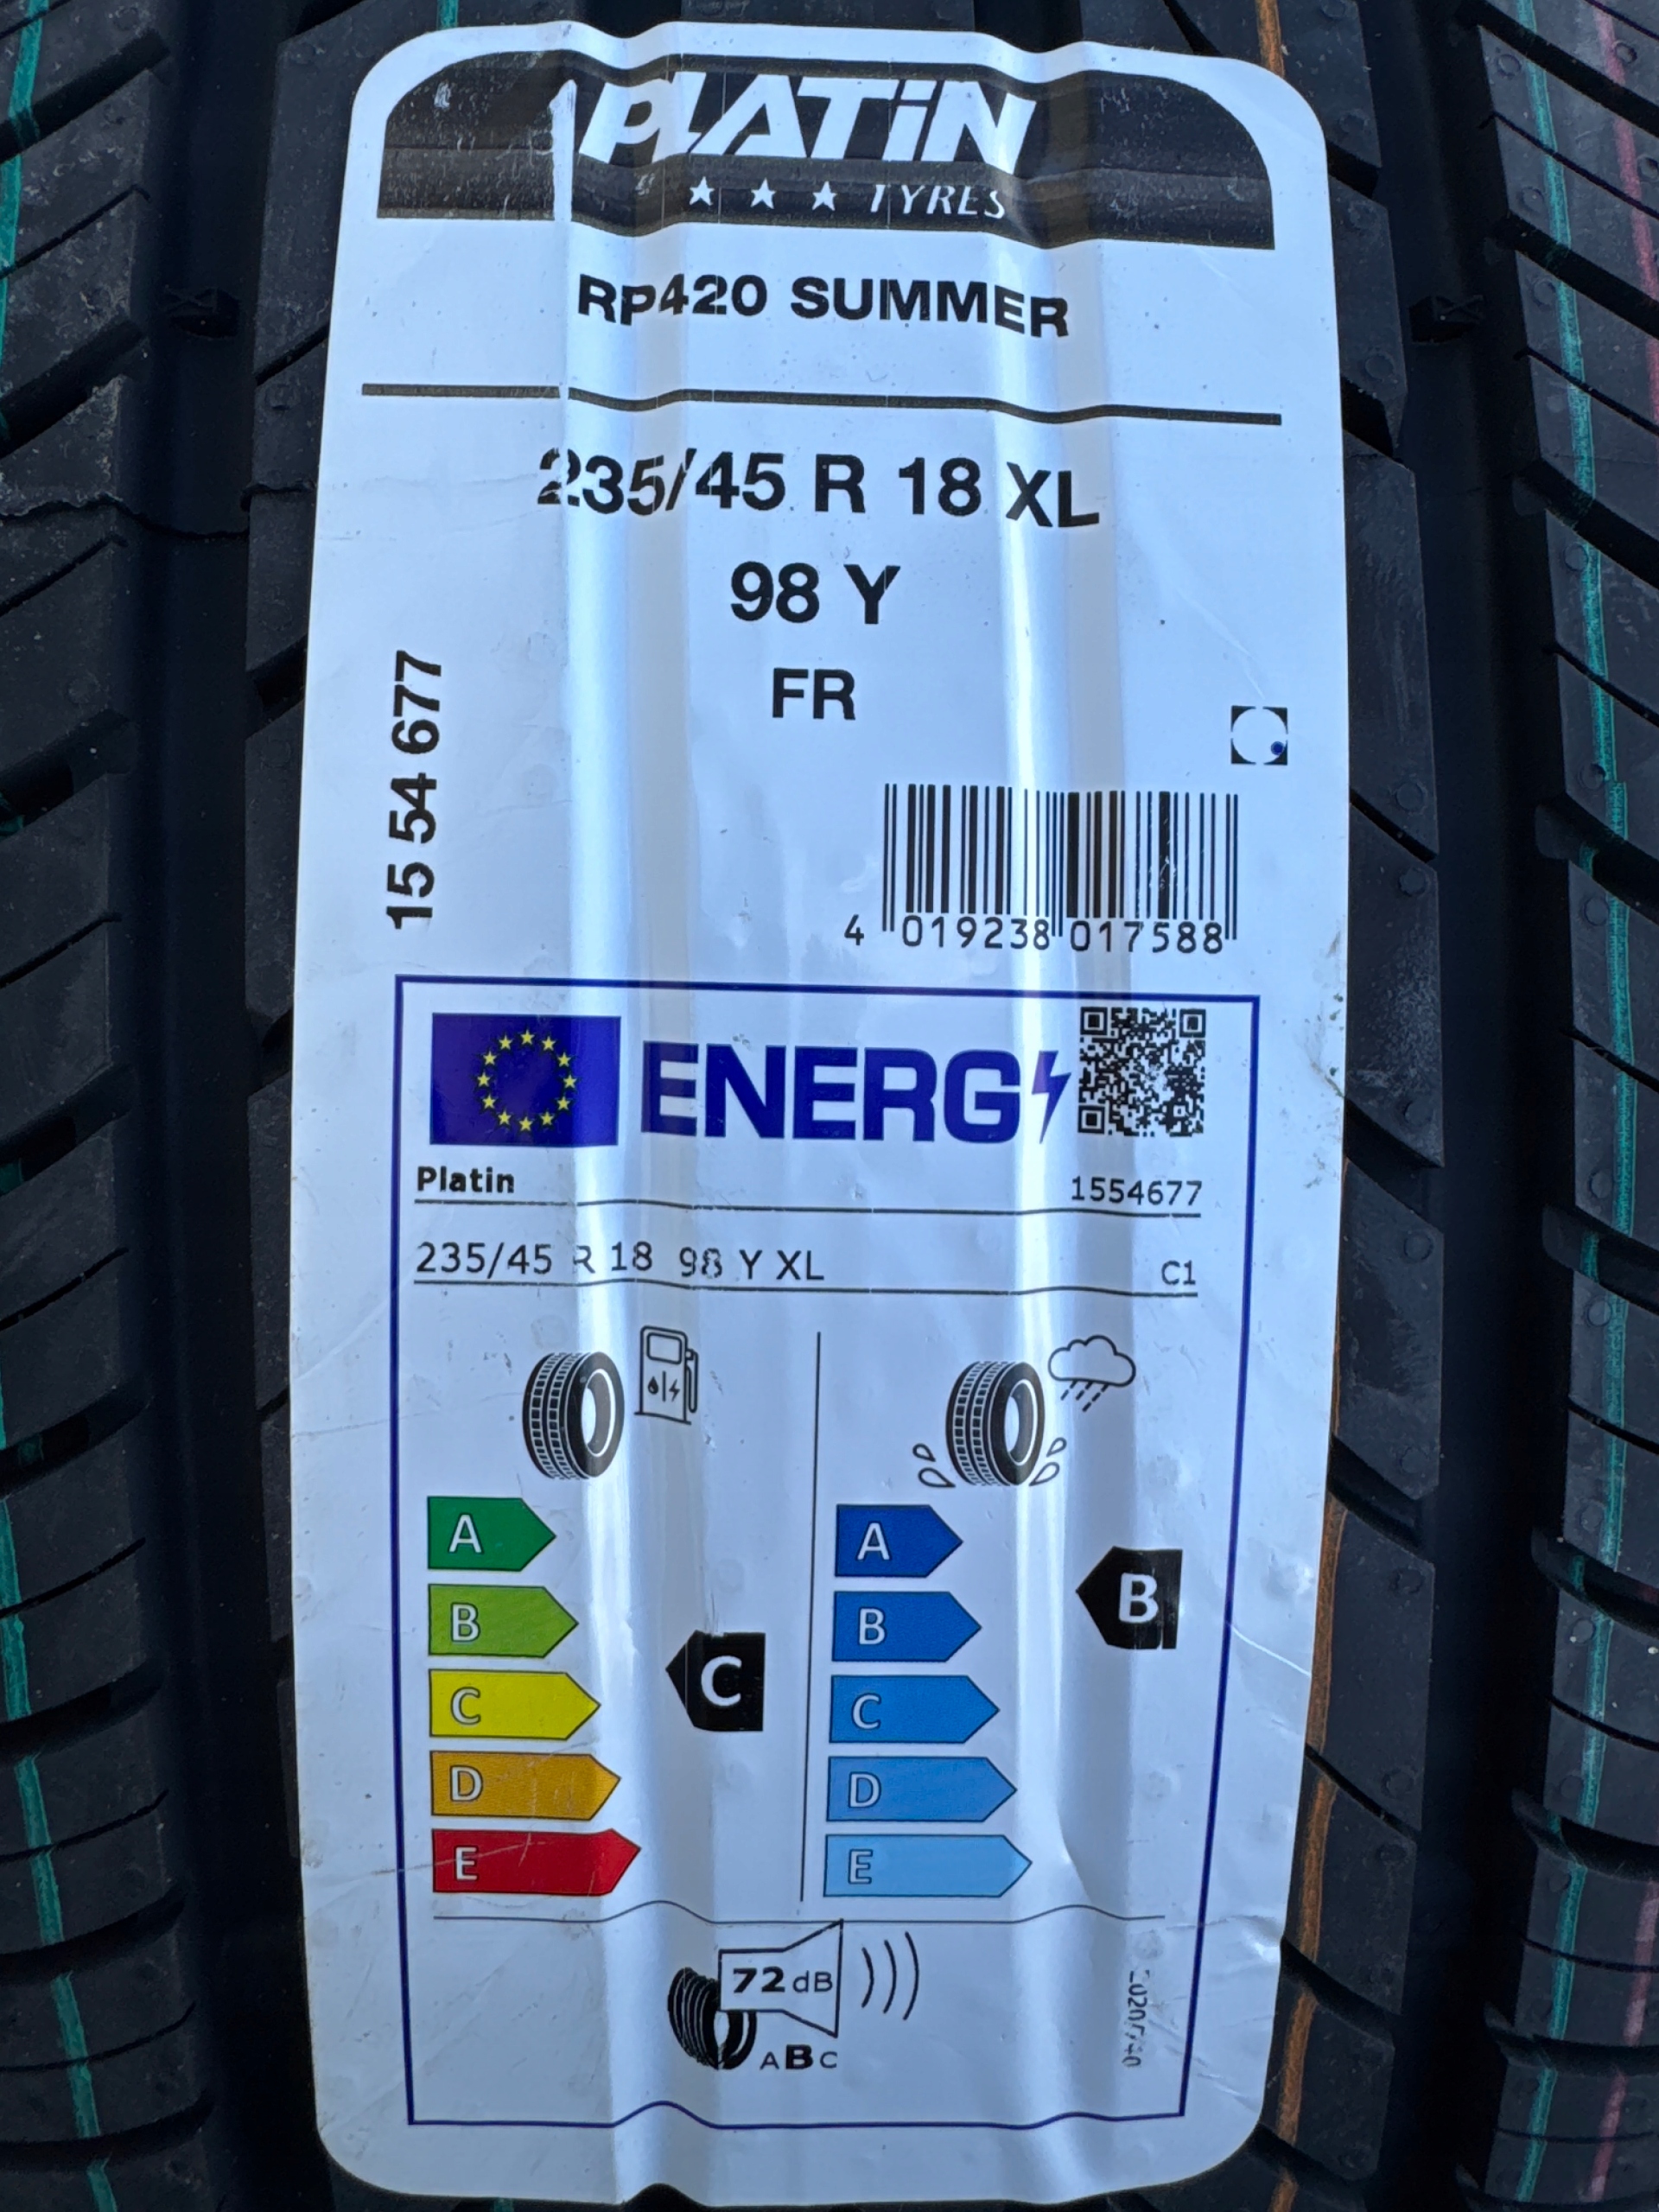 PLATiN
TYRES
RP420 SUMMER
235/45 R 18 XL
98 Y
FR
15 54 677
4 019238 017588
ENERG
Platin
1554677
235/45 R 18 98 Y XL
C1
A
B
C
D
E
C
A
B
C
D
E
B
72 dB
ABC
2020/740